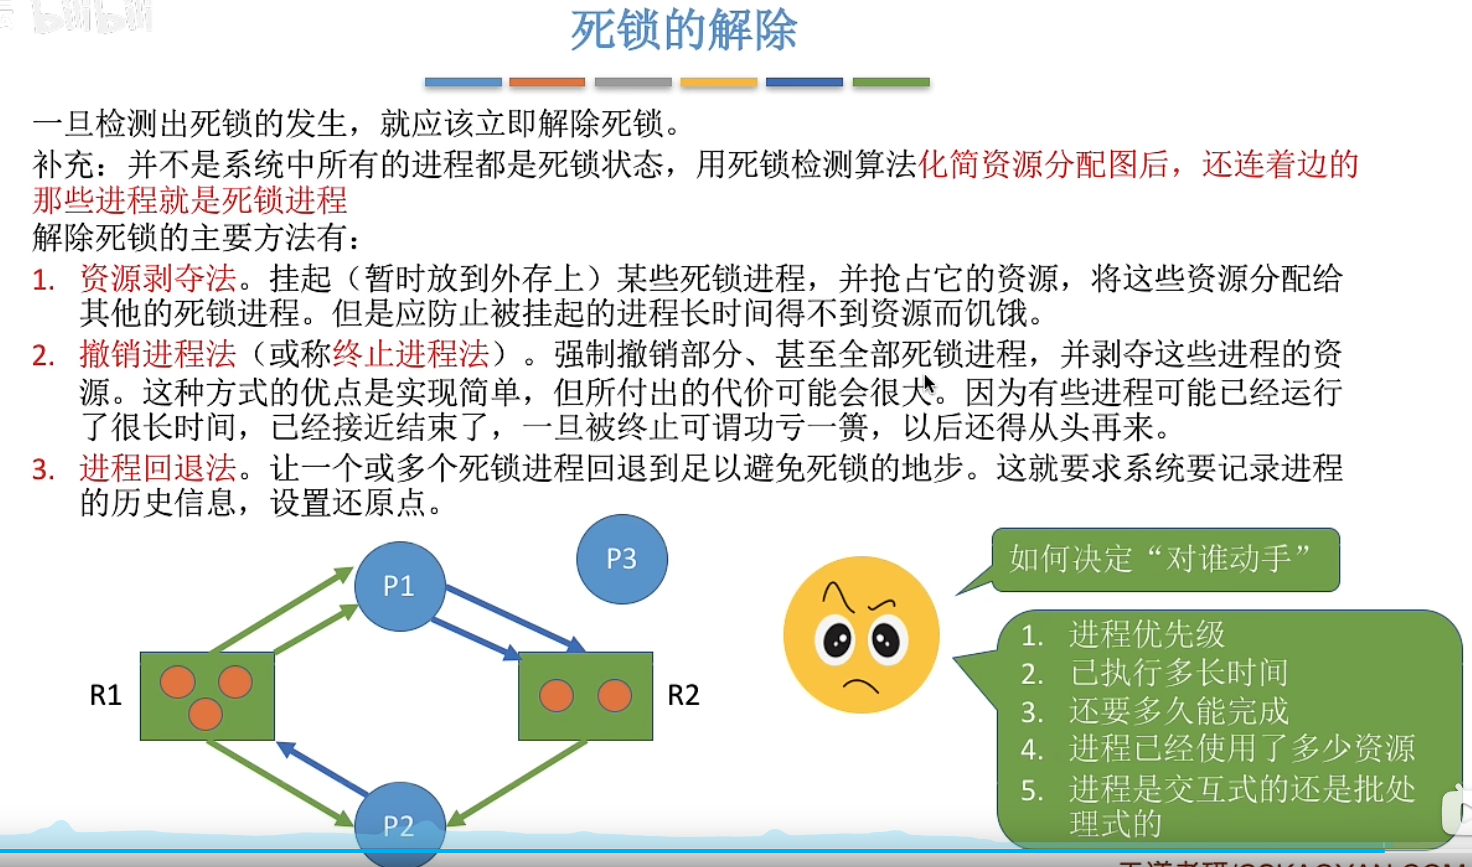 死锁的解除
一旦检测出死锁的发生，就应该立即解除死锁。
补充：并不是系统中所有的进程都是死锁状态，用死锁检测算法化简资源分配图后，还连着边的
那些进程就是死锁进程
解除死锁的主要方法有：
1. 资源剥夺法。挂起（暂时放到外存上）某些死锁进程，并抢占它的资源，将这些资源分配给
其他的死锁进程。但是应防止被挂起的进程长时间得不到资源而饥饿。
2. 撤销进程法（或称终止进程法）。强制撤销部分、甚至全部死锁进程，并剥夺这些进程的资
源。这种方式的优点是实现简单，但所付出的代价可能会很大。因为有些进程可能已经运行
了很长时间，已经接近结束了，一旦被终止可谓功亏一篑，以后还得从头再来。
3. 进程回退法。让一个或多个死锁进程回退到足以避免死锁的地步。这就要求系统要记录进程
的历史信息，设置还原点。
P1
P3
R1
R2
P2
如何决定“对谁动手”
1. 进程优先级
2. 已执行多长时间
3. 还要多久能完成
4. 进程已经使用了多少资源
5. 进程是交互式的还是批处
理式的